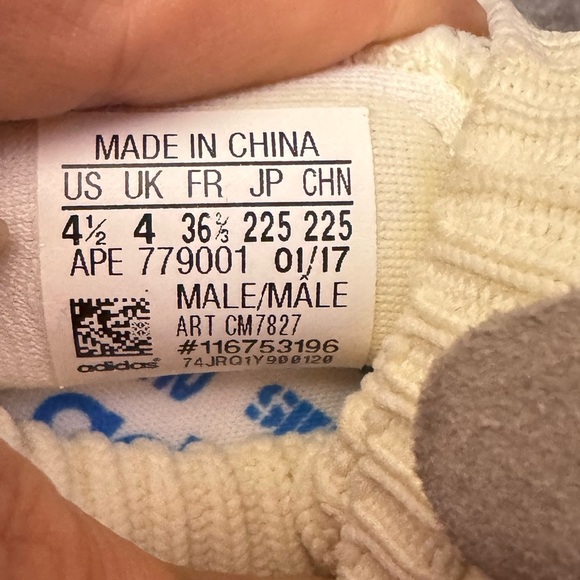 MADE IN CHINA
US UK FR JP CHN
4½ 4 36⅔ 225 225
APE 779001 01/17
MALE/MÂLE
ART CM7827
#116753196
adidas® 74JRQ1Y900120